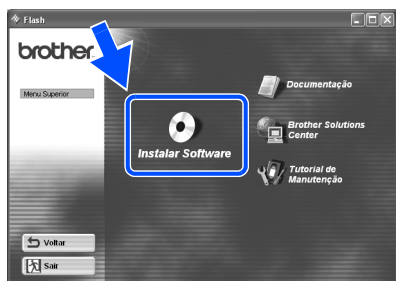 Flash
brother
Menu Superior
Documentação
Brother Solutions
Center
Instalar Software
Tutorial de
Manutenção
Voltar
Sair